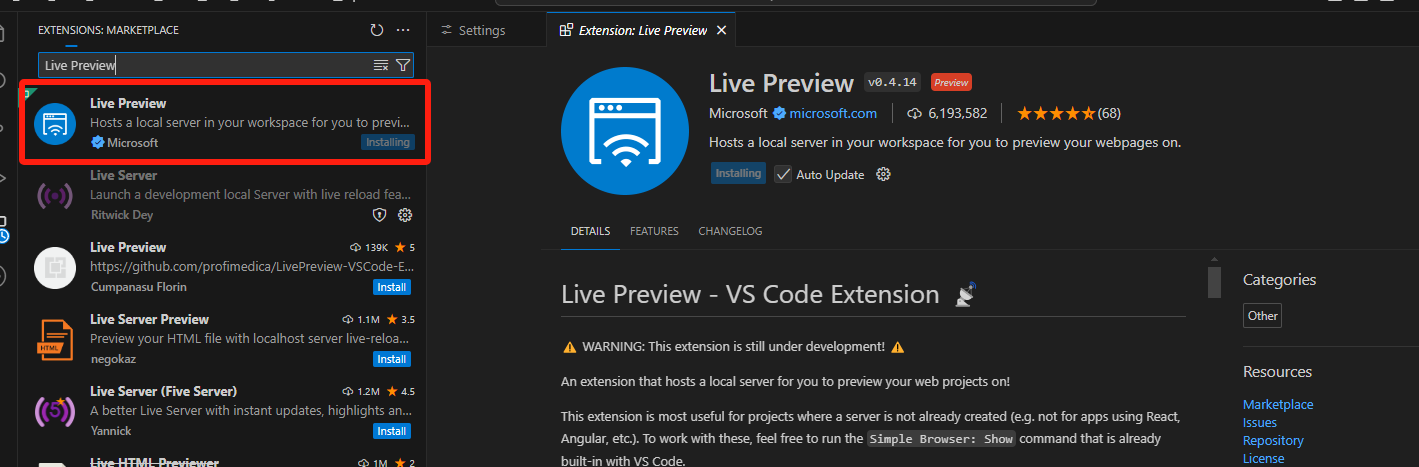 EXTENSIONS: MARKETPLACE
Live Preview
Live Preview
Hosts a local server in your workspace for you to previ...
Microsoft
Installing
Live Server
Launch a development local Server with live reload fea...
Ritwick Dey
Live Preview 139K 5
https://github.com/profimedica/LivePreview-VSCode-E...
Cumpanasu Florin
Install
Live Server Preview 1.1M 3.5
Preview your HTML file with localhost server live-reloa...
negokaz
Install
HTML
Live Server (Five Server) 1.2M 4.5
A better Live Server with instant updates, highlights an...
Yannick
Install
5
Live HTML Previewer 1M 2
Settings
Extension: Live Preview
Live Preview v0.4.14 Preview
Microsoft microsoft.com 6,193,582 (68)
Hosts a local server in your workspace for you to preview your webpages on.
Installing Auto Update
DETAILS FEATURES CHANGELOG
Live Preview - VS Code Extension
WARNING: This extension is still under development!
An extension that hosts a local server for you to preview your web projects on!
This extension is most useful for projects where a server is not already created (e.g. not for apps using React,
Angular, etc.). To work with these, feel free to run the Simple Browser: Show command that is already
built-in with VS Code.
Categories
Other
Resources
Marketplace
Issues
Repository
License